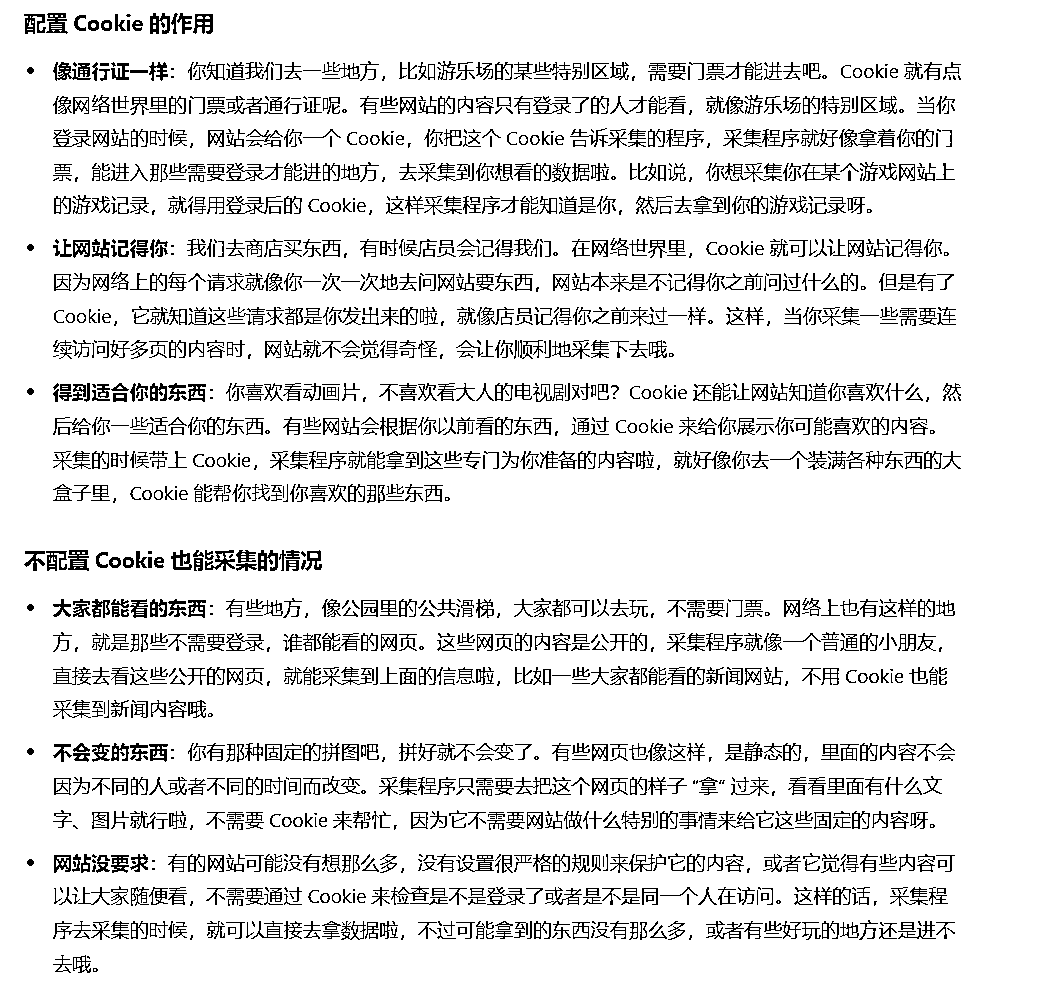 配置 Cookie 的作用
• 像通行证一样：你知道我们去一些地方，比如游乐场的某些特别区域，需要门票才能进去吧。Cookie 就有点
像网络世界里的门票或者通行证呢。有些网站的内容只有登录了的人才能看，就像游乐场的特别区域。当你
登录网站的时候，网站会给你一个 Cookie，你把这个 Cookie 告诉采集的程序，采集程序就好像拿着你的门
票，能进入那些需要登录才能进的地方，去采集到你想看的数据啦。比如说，你想采集你在某个游戏网站上
的游戏记录，就得用登录后的 Cookie，这样采集程序才能知道是你，然后去拿到你的游戏记录呀。
• 让网站记得你：我们去商店买东西，有时候店员会记得我们。在网络世界里，Cookie 就可以让网站记得你。
因为网络上的每个请求就像你一次一次地去问网站要东西，网站本来是不记得你之前问过什么的。但是有了
Cookie，它就知道这些请求都是你发出来的啦，就像店员记得你之前来过一样。这样，当你采集一些需要连
续访问好多页的内容时，网站就不会觉得奇怪，会让你顺利地采集下去哦。
• 得到适合你的东西：你喜欢看动画片，不喜欢看大人的电视剧对吧？Cookie 还能让网站知道你喜欢什么，然
后给你一些适合你的东西。有些网站会根据你以前看的东西，通过 Cookie 来给你展示你可能喜欢的内容。
采集的时候带上 Cookie，采集程序就能拿到这些专门为你准备的内容啦，就好像你去一个装满各种东西的大
盒子里，Cookie 能帮你找到你喜欢的那些东西。
不配置 Cookie 也能采集的情况
• 大家都能看的东西：有些地方，像公园里的公共滑梯，大家都可以去玩，不需要门票。网络上也有这样的地
方，就是那些不需要登录，谁都能看的网页。这些网页的内容是公开的，采集程序就像一个普通的小朋友，
直接去看这些公开的网页，就能采集到上面的信息啦，比如一些大家都能看的新闻网站，不用 Cookie 也能
采集到新闻内容哦。
• 不会变的东西：你有那种固定的拼图吧，拼好就不会变了。有些网页也像这样，是静态的，里面的内容不会
因为不同的人或者不同的时间而改变。采集程序只需要去把这个网页的样子 “拿” 过来，看看里面有什么文
字、图片就行啦，不需要 Cookie 来帮忙，因为它不需要网站做什么特别的事情来给它这些固定的内容呀。
• 网站没要求：有的网站可能没有想那么多，没有设置很严格的规则来保护它的内容，或者它觉得有些内容可
以让大家随便看，不需要通过 Cookie 来检查是不是登录了或者是不是同一个人在访问。这样的话，采集程
序去采集的时候，就可以直接去拿数据啦，不过可能拿到的东西没有那么多，或者有些好玩的地方还是进不
去哦。